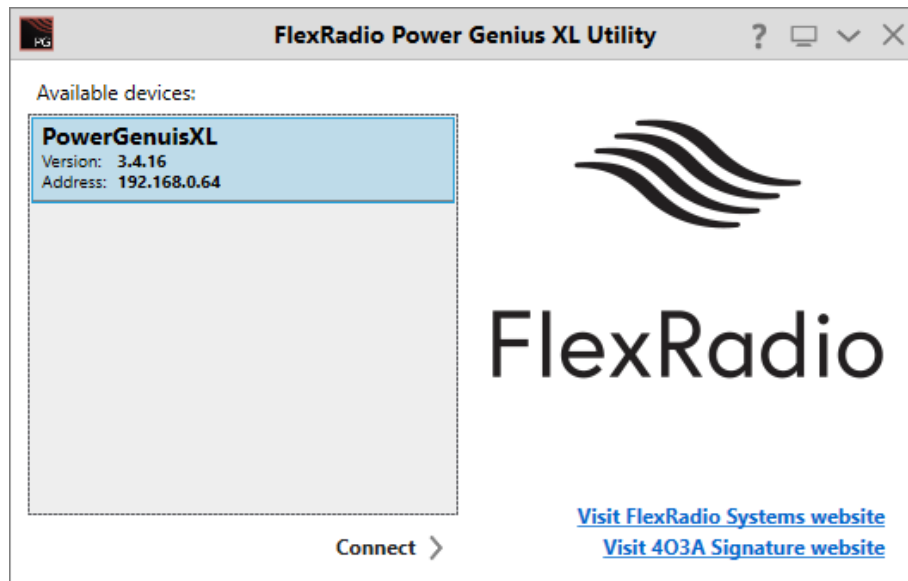 PG
FlexRadio Power Genius XL Utility
?
Available devices:
PowerGenuisXL
Version: 3.4.16
Address: 192.168.0.64
FlexRadio
Visit FlexRadio Systems website
Connect
Visit 4O3A Signature website